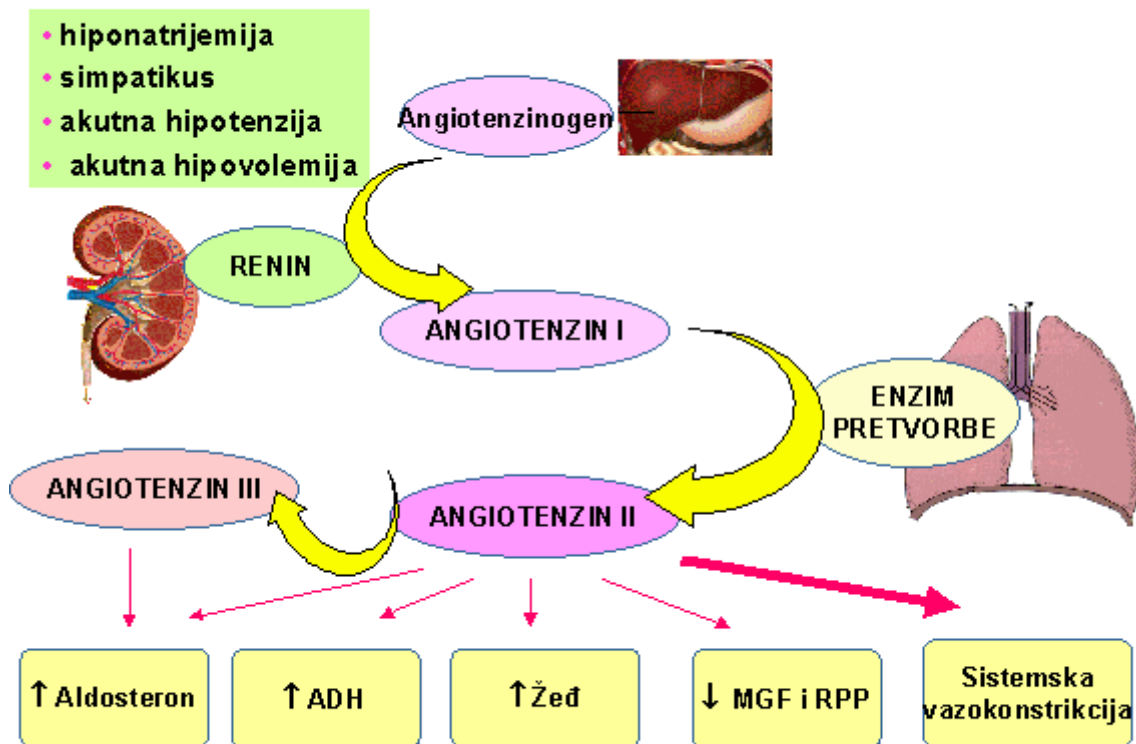 • hiponatrijemija
• simpatikus
• akutna hipotenzija
• akutna hipovolemija
Angiotenzinogen
RENIN
ANGIOTENZIN I
ENZIM
PRETVORBE
ANGIOTENZIN III
ANGIOTENZIN II
↑ Aldosteron
↑ ADH
↑ Žeđ
↓ MGF i RPP
Sistemska
vazokonstrikcija